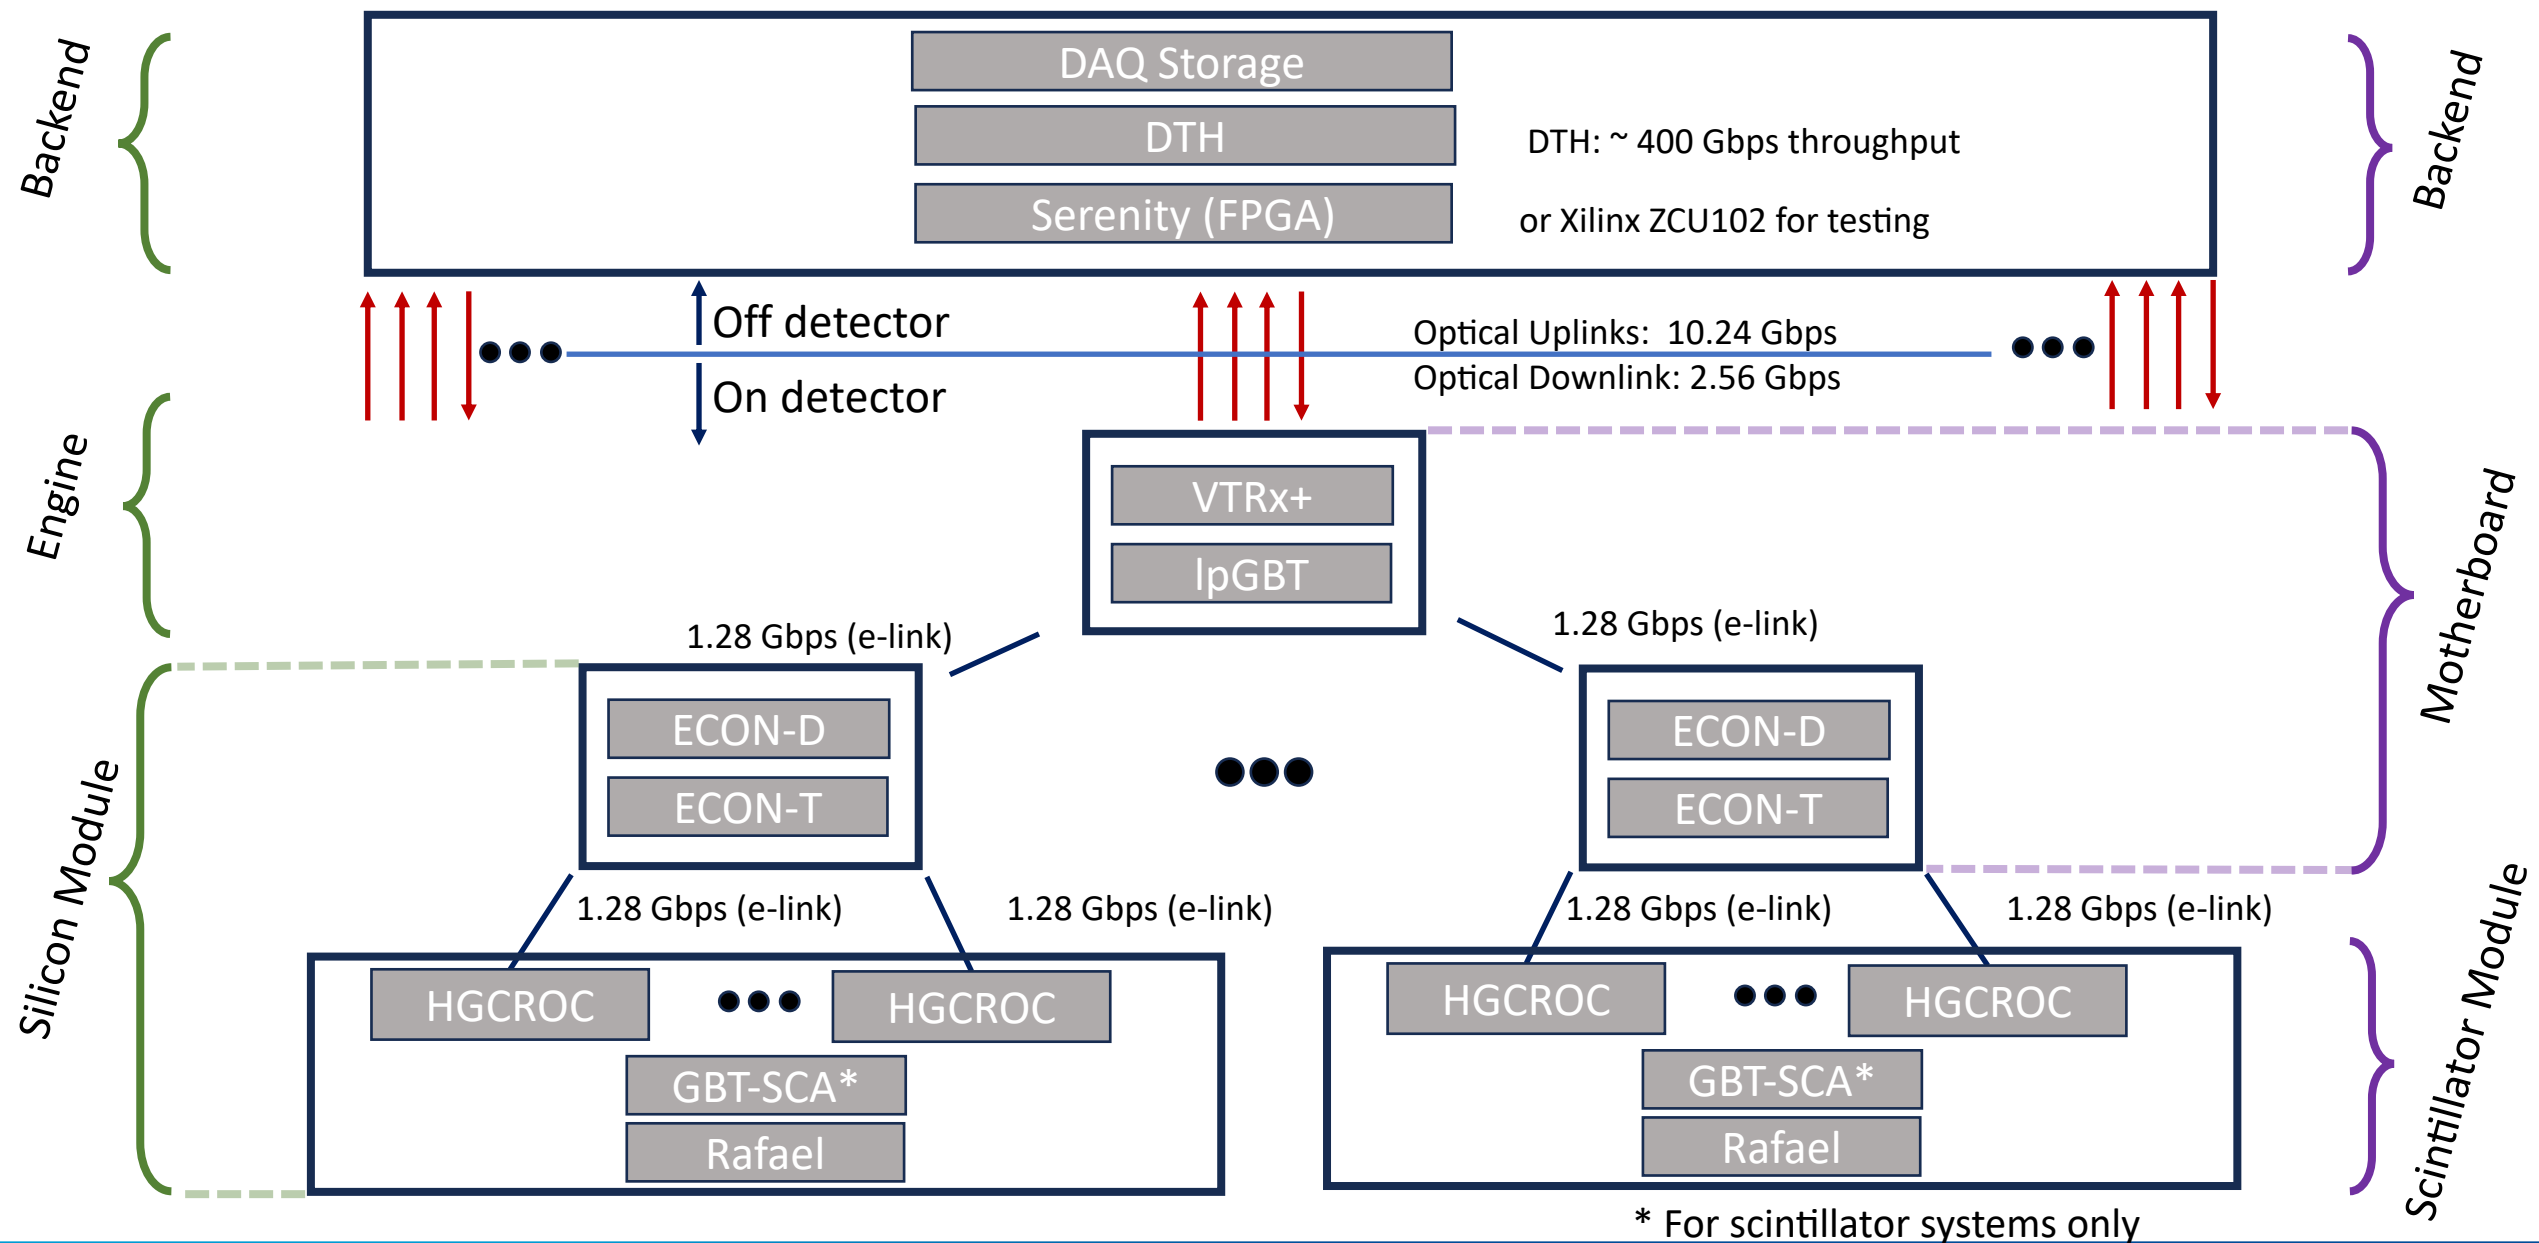 Backend
DAQ Storage
DTH
DTH: ~ 400 Gbps throughput
Serenity (FPGA)
or Xilinx ZCU102 for testing
Backend
Off detector
Optical Uplinks:  10.24 Gbps
On detector
Optical Downlink: 2.56 Gbps
Engine
VTRx+
lpGBT
Motherboard
1.28 Gbps (e-link)
1.28 Gbps (e-link)
ECON-D
ECON-T
ECON-D
ECON-T
Silicon Module
1.28 Gbps (e-link)
1.28 Gbps (e-link)
1.28 Gbps (e-link)
1.28 Gbps (e-link)
HGCROC
HGCROC
GBT-SCA*
Rafael
HGCROC
HGCROC
GBT-SCA*
Rafael
Scintillator Module
* For scintillator systems only